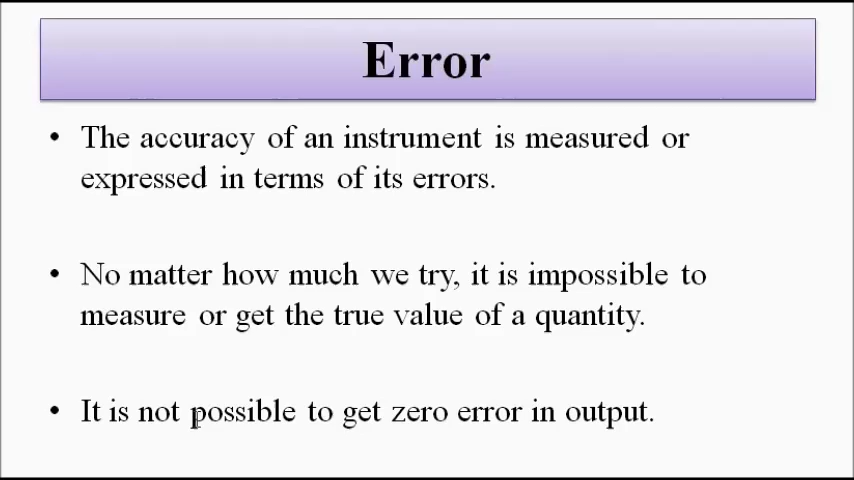 Error
• The accuracy of an instrument is measured or
expressed in terms of its errors.
• No matter how much we try, it is impossible to
measure or get the true value of a quantity.
• It is not possible to get zero error in output.